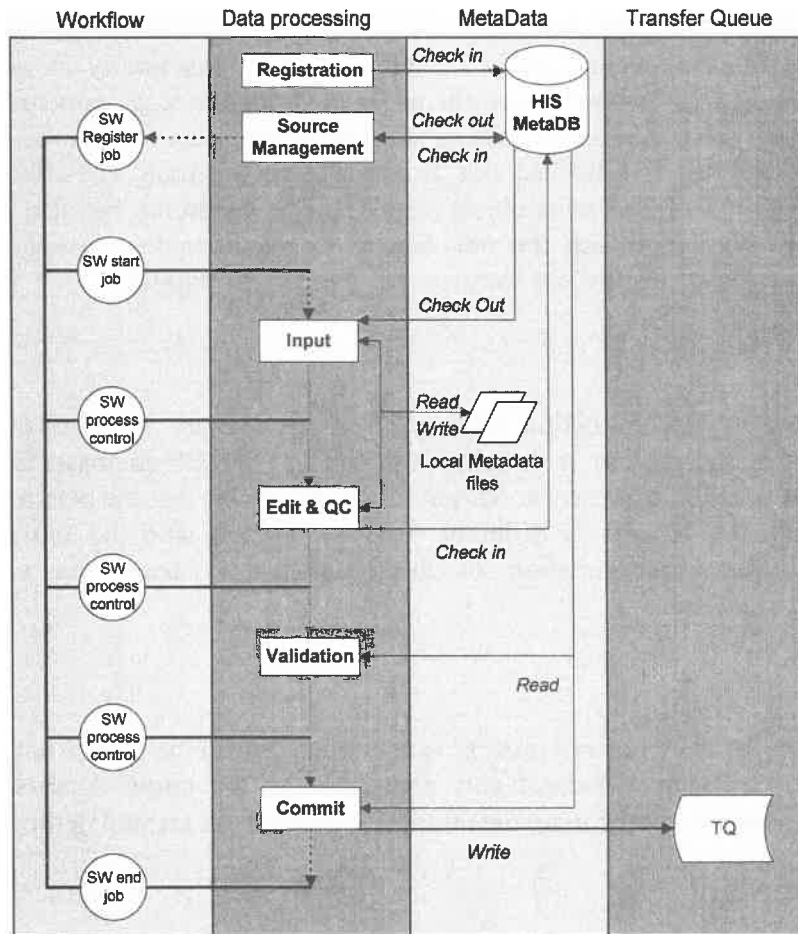 Workflow
Data processing
MetaData
Transfer Queue
Registration
Check in
HIS
MetaDB
SW
Register
job
Source
Management
Check out
Check in
SW start
job
Check Out
Input
Read
Write
Local Metadata
files
SW
process
control
Edit & QC
Check in
SW
process
control
Validation
Read
SW
process
control
Commit
Write
TQ
SW end
job